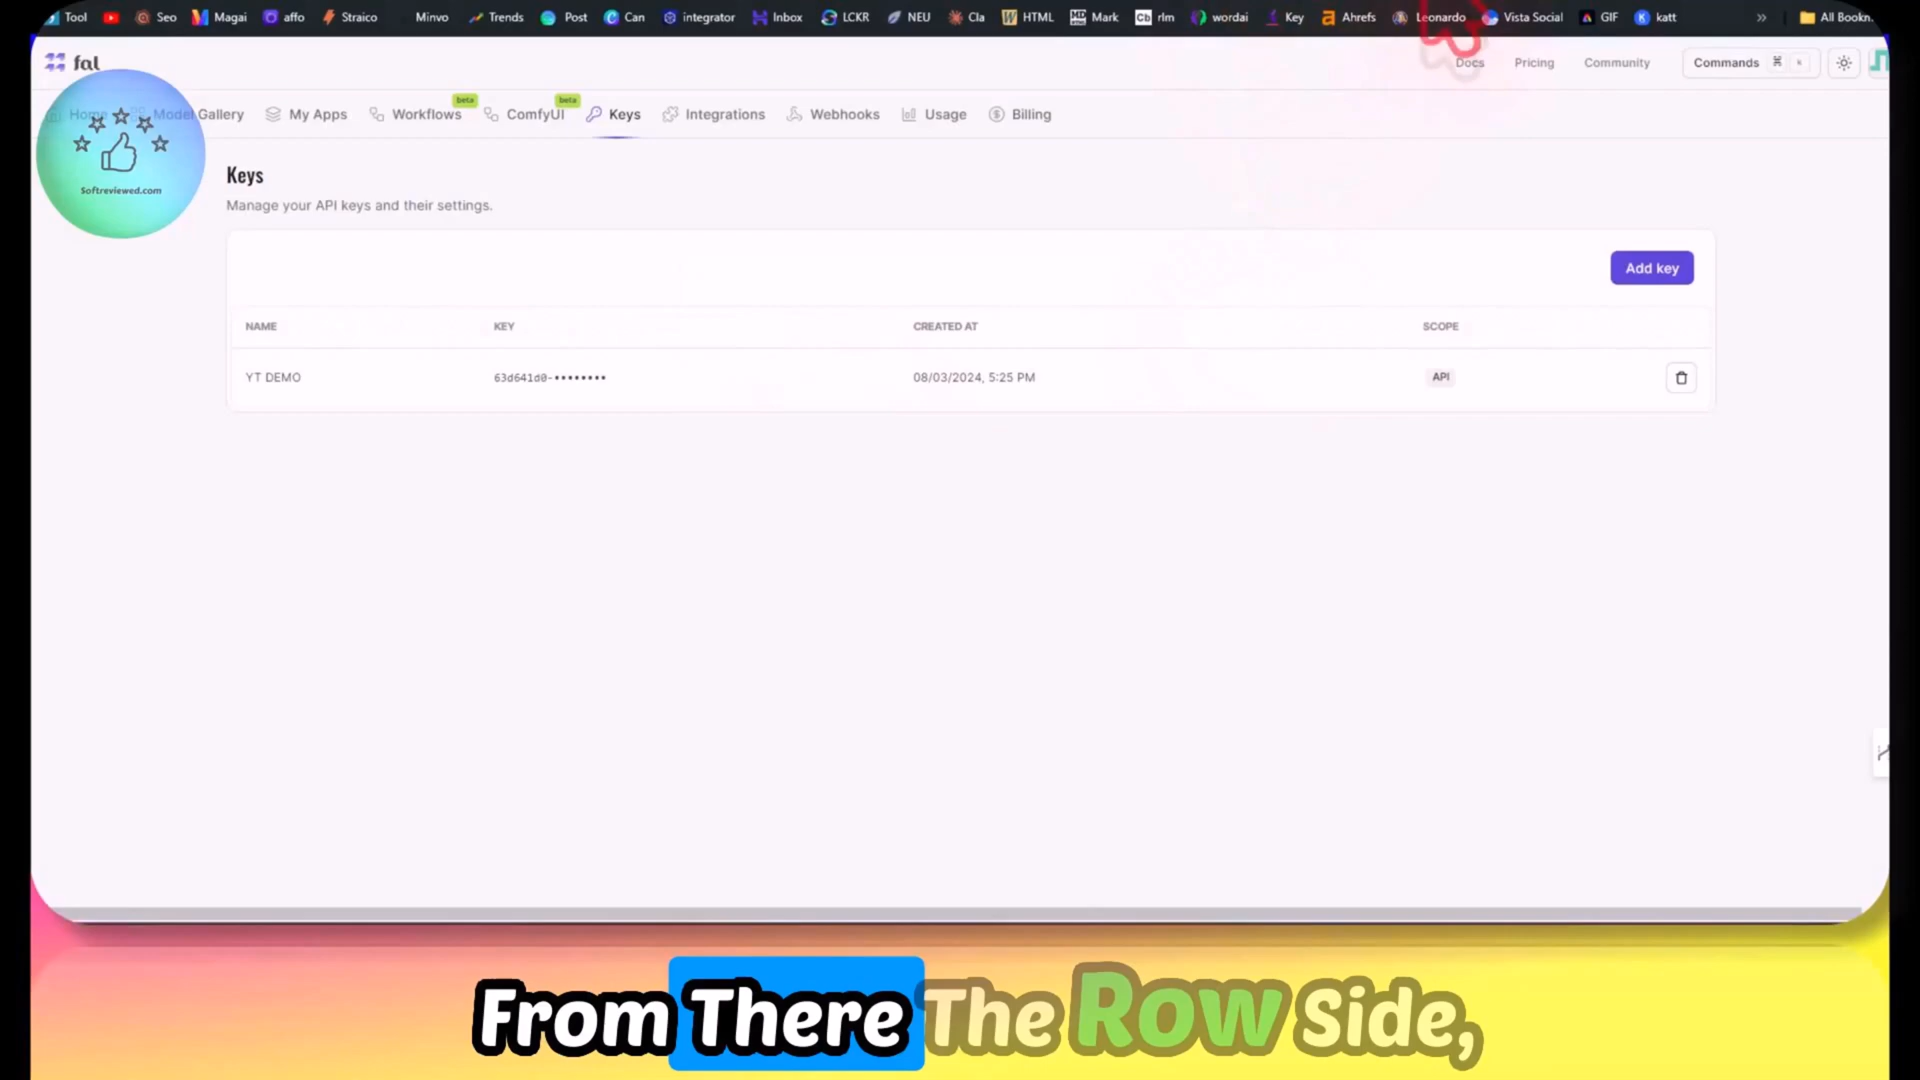 Tool Seo Magai affo Straico Minvo Trends Post Can integrator Inbox LCKR NEU Cla HTML Mark Cb rlm wordai Key Ahrefs Leonardo Vista Social GIF katt » All Bookn
fal Docs Pricing Community Commands ⌘ K
beta beta
Home Model Gallery My Apps Workflows ComfyUI Keys Integrations Webhooks Usage Billing
Softreviewed.com
Keys
Manage your API keys and their settings.
Add key
NAME KEY CREATED AT SCOPE
YT DEMO 63d641d0-•••••••• 08/03/2024, 5:25 PM API
From There The Row Side,